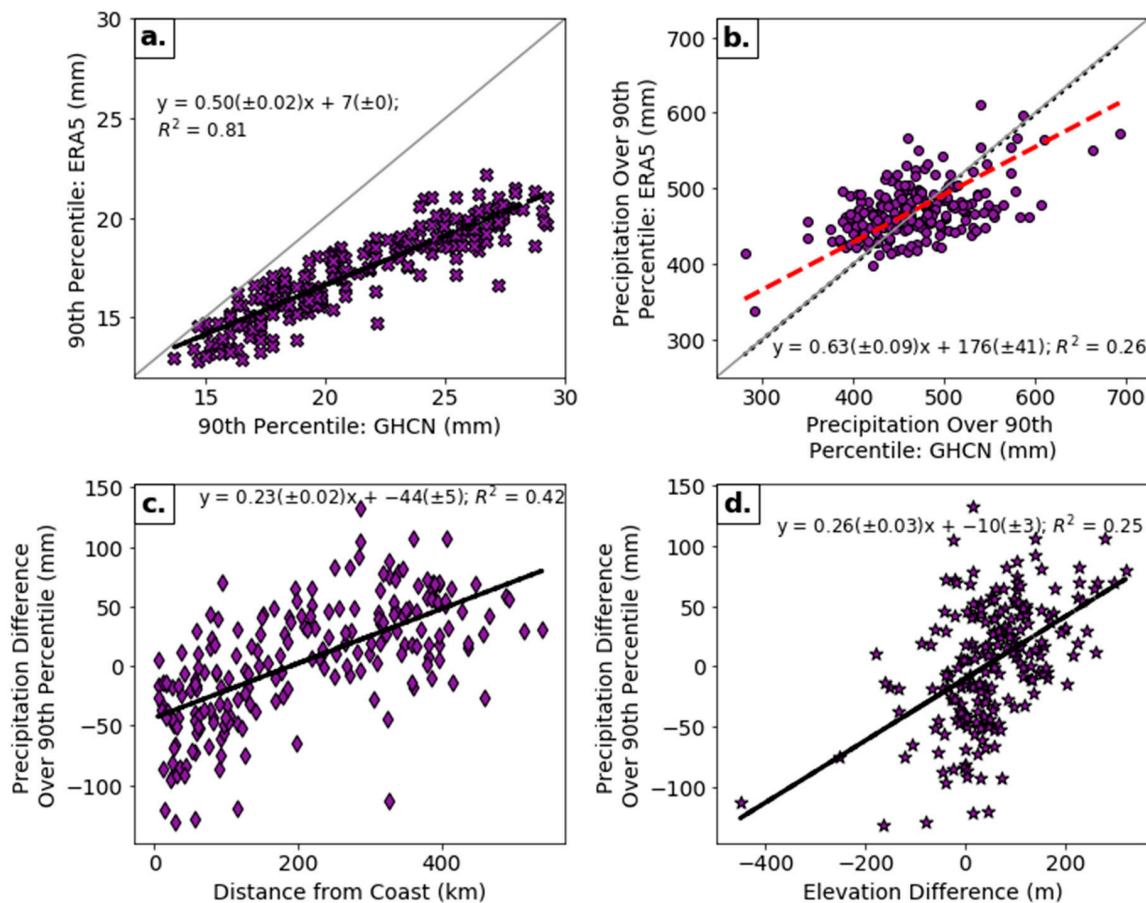 a.
30
25
20
15
90th Percentile: ERA5 (mm)
y = 0.50(±0.02)x + 7(±0);
R² = 0.81
15 20 25 30
90th Percentile: GHCN (mm)
b.
700
600
500
400
300
Precipitation Over 90th
Percentile: ERA5 (mm)
y = 0.63(±0.09)x + 176(±41); R² = 0.26
300 400 500 600 700
Precipitation Over 90th
Percentile: GHCN (mm)
c.
150
100
50
0
−50
−100
Precipitation Difference
Over 90th Percentile (mm)
y = 0.23(±0.02)x + −44(±5); R² = 0.42
0 200 400
Distance from Coast (km)
d.
150
100
50
0
−50
−100
Precipitation Difference
Over 90th Percentile (mm)
y = 0.26(±0.03)x + −10(±3); R² = 0.25
−400 −200 0 200
Elevation Difference (m)